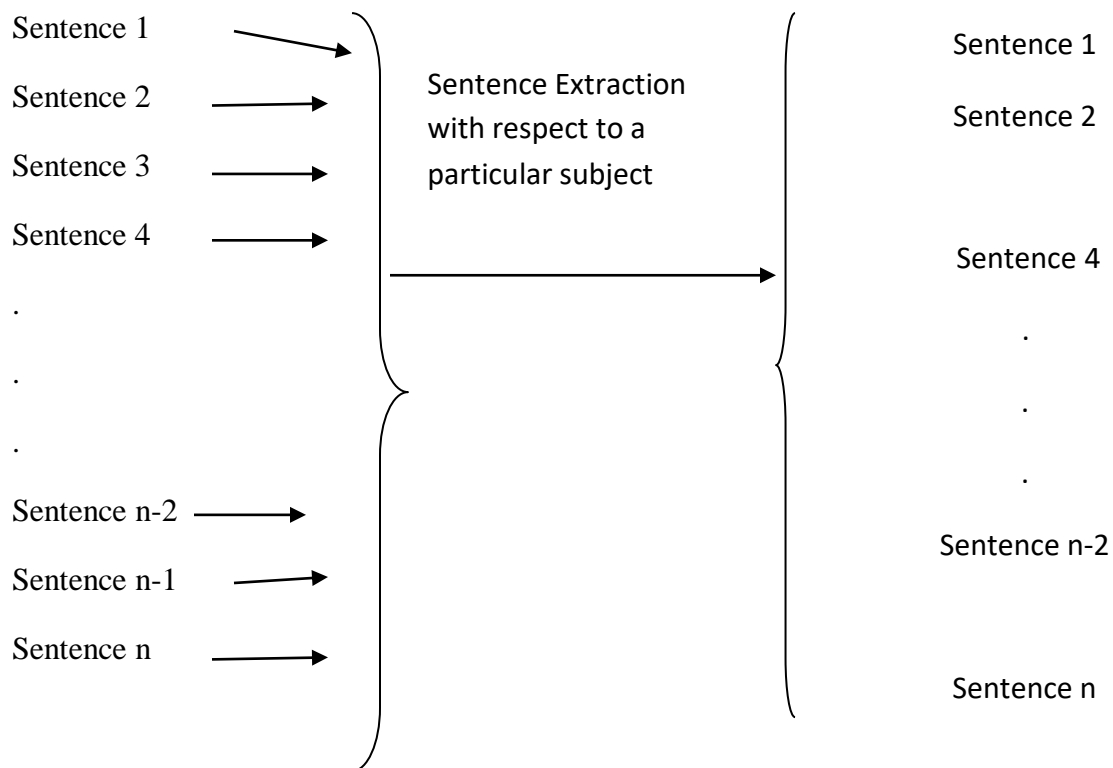 Sentence 1
Sentence 2
Sentence 3
Sentence 4
.
.
.
Sentence n-2
Sentence n-1
Sentence n
Sentence Extraction
with respect to a
particular subject
Sentence 1
Sentence 2
Sentence 4
.
.
.
Sentence n-2
Sentence n